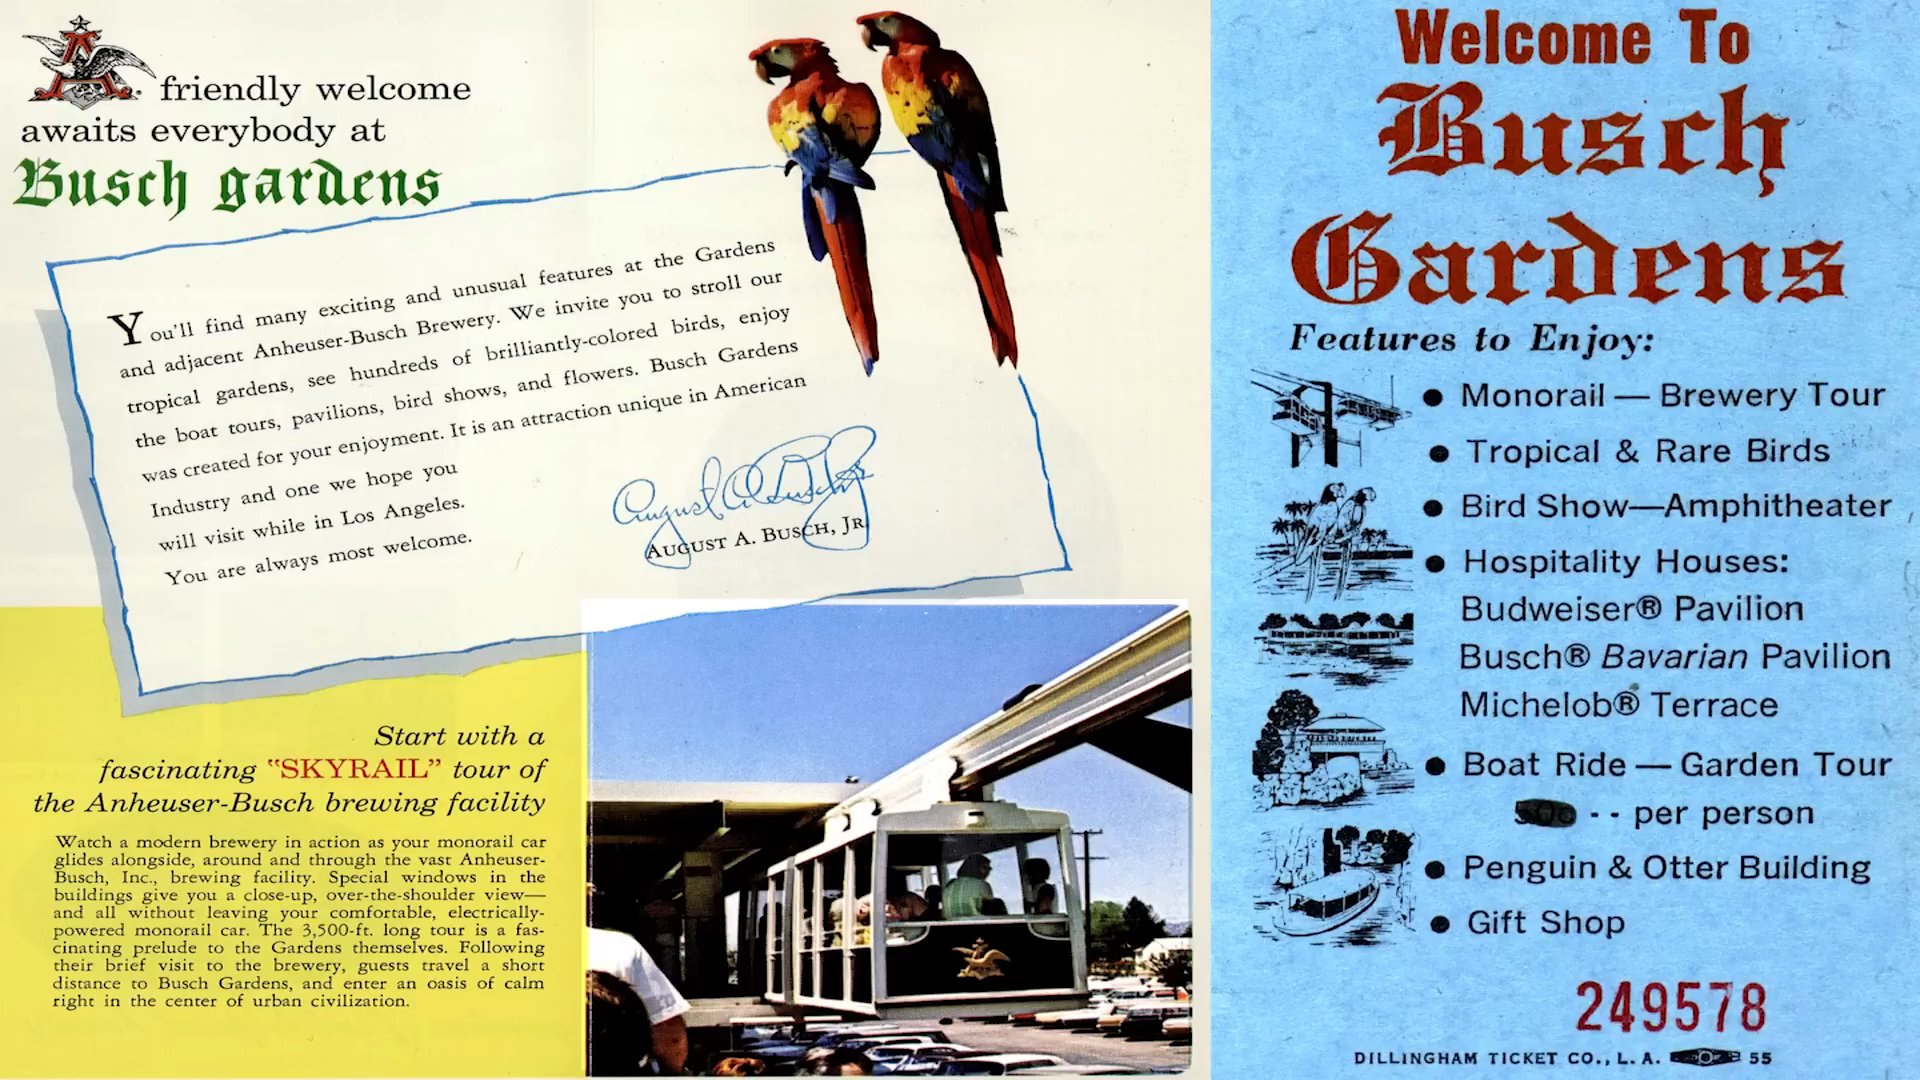 A friendly welcome
awaits everybody at
Busch gardens
You'll find many exciting and unusual features at the Gardens
and adjacent Anheuser-Busch Brewery. We invite you to stroll our
tropical gardens, see hundreds of brilliantly-colored birds, enjoy
the boat tours, pavilions, bird shows, and flowers. Busch Gardens
was created for your enjoyment. It is an attraction unique in American
Industry and one we hope you
will visit while in Los Angeles.
You are always most welcome.
August A. Busch, Jr
AUGUST A. BUSCH, JR.
Start with a
fascinating "SKYRAIL" tour of
the Anheuser-Busch brewing facility
Watch a modern brewery in action as your monorail car
glides alongside, around and through the vast Anheuser-
Busch, Inc., brewing facility. Special windows in the
buildings give you a close-up, over-the-shoulder view—
and all without leaving your comfortable, electrically-
powered monorail car. The 3,500-ft. long tour is a fas-
cinating prelude to the Gardens themselves. Following
their brief visit to the brewery, guests travel a short
distance to Busch Gardens, and enter an oasis of calm
right in the center of urban civilization.
Welcome To
Busch
Gardens
Features to Enjoy:
• Monorail — Brewery Tour
• Tropical & Rare Birds
• Bird Show—Amphitheater
• Hospitality Houses:
Budweiser® Pavilion
Busch® Bavarian Pavilion
Michelob® Terrace
• Boat Ride — Garden Tour
-- per person
• Penguin & Otter Building
• Gift Shop
249578
DILLINGHAM TICKET CO., L. A. 55